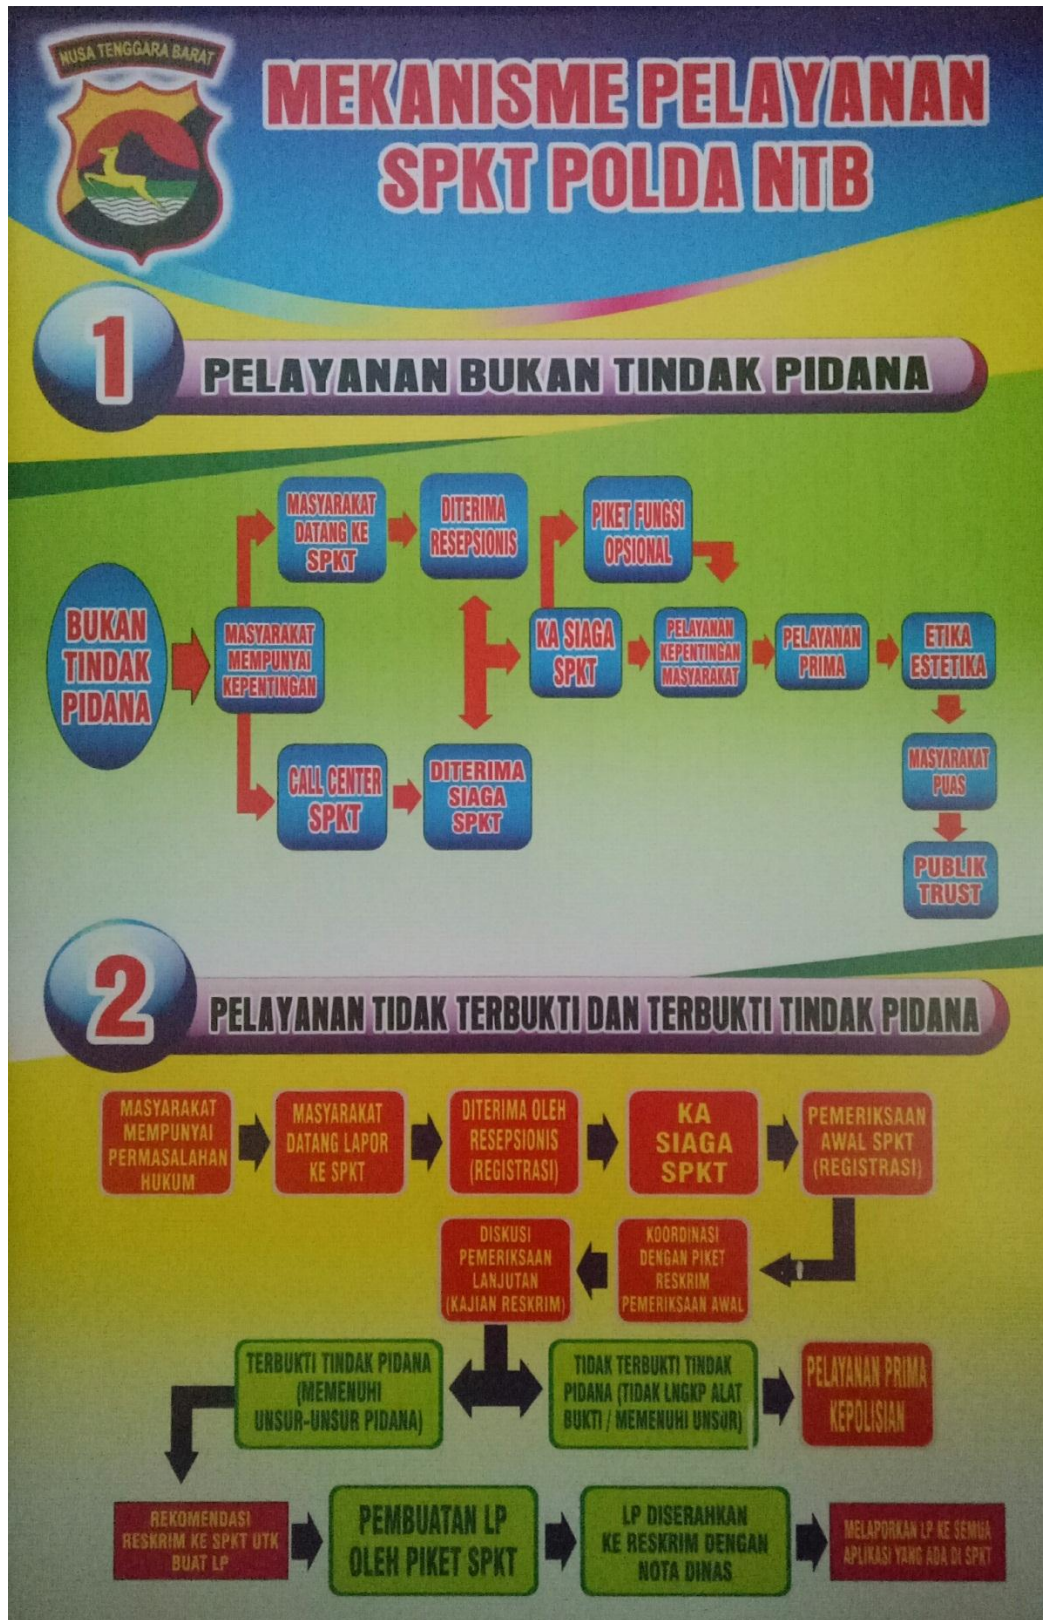 NUSA TENGGARA BARAT
MEKANISME PELAYANAN
SPKT POLDA NTB
1
PELAYANAN BUKAN TINDAK PIDANA
BUKAN
TINDAK
PIDANA
MASYARAKAT
MEMPUNYAI
KEPENTINGAN
MASYARAKAT
DATANG KE
SPKT
DITERIMA
RESEPSIONIS
CALL CENTER
SPKT
DITERIMA
SIAGA
SPKT
PIKET FUNGSI
OPSIONAL
KA SIAGA
SPKT
PELAYANAN
KEPENTINGAN
MASYARAKAT
PELAYANAN
PRIMA
ETIKA
ESTETIKA
MASYARAKAT
PUAS
PUBLIK
TRUST
2
PELAYANAN TIDAK TERBUKTI DAN TERBUKTI TINDAK PIDANA
MASYARAKAT
MEMPUNYAI
PERMASALAHAN
HUKUM
MASYARAKAT
DATANG LAPOR
KE SPKT
DITERIMA OLEH
RESEPSIONIS
(REGISTRASI)
KA
SIAGA
SPKT
PEMERIKSAAN
AWAL SPKT
(REGISTRASI)
KOORDINASI
DENGAN PIKET
RESKRIM
PEMERIKSAAN AWAL
DISKUSI
PEMERIKSAAN
LANJUTAN
(KAJIAN RESKRIM)
TERBUKTI TINDAK PIDANA
(MEMENUHI
UNSUR-UNSUR PIDANA)
TIDAK TERBUKTI TINDAK
PIDANA (TIDAK LNGKP ALAT
BUKTI / MEMENUHI UNSUR)
PELAYANAN PRIMA
KEPOLISIAN
REKOMENDASI
RESKRIM KE SPKT UTK
BUAT LP
PEMBUATAN LP
OLEH PIKET SPKT
LP DISERAHKAN
KE RESKRIM DENGAN
NOTA DINAS
MELAPORKAN LP KE SEMUA
APLIKASI YANG ADA DI SPKT